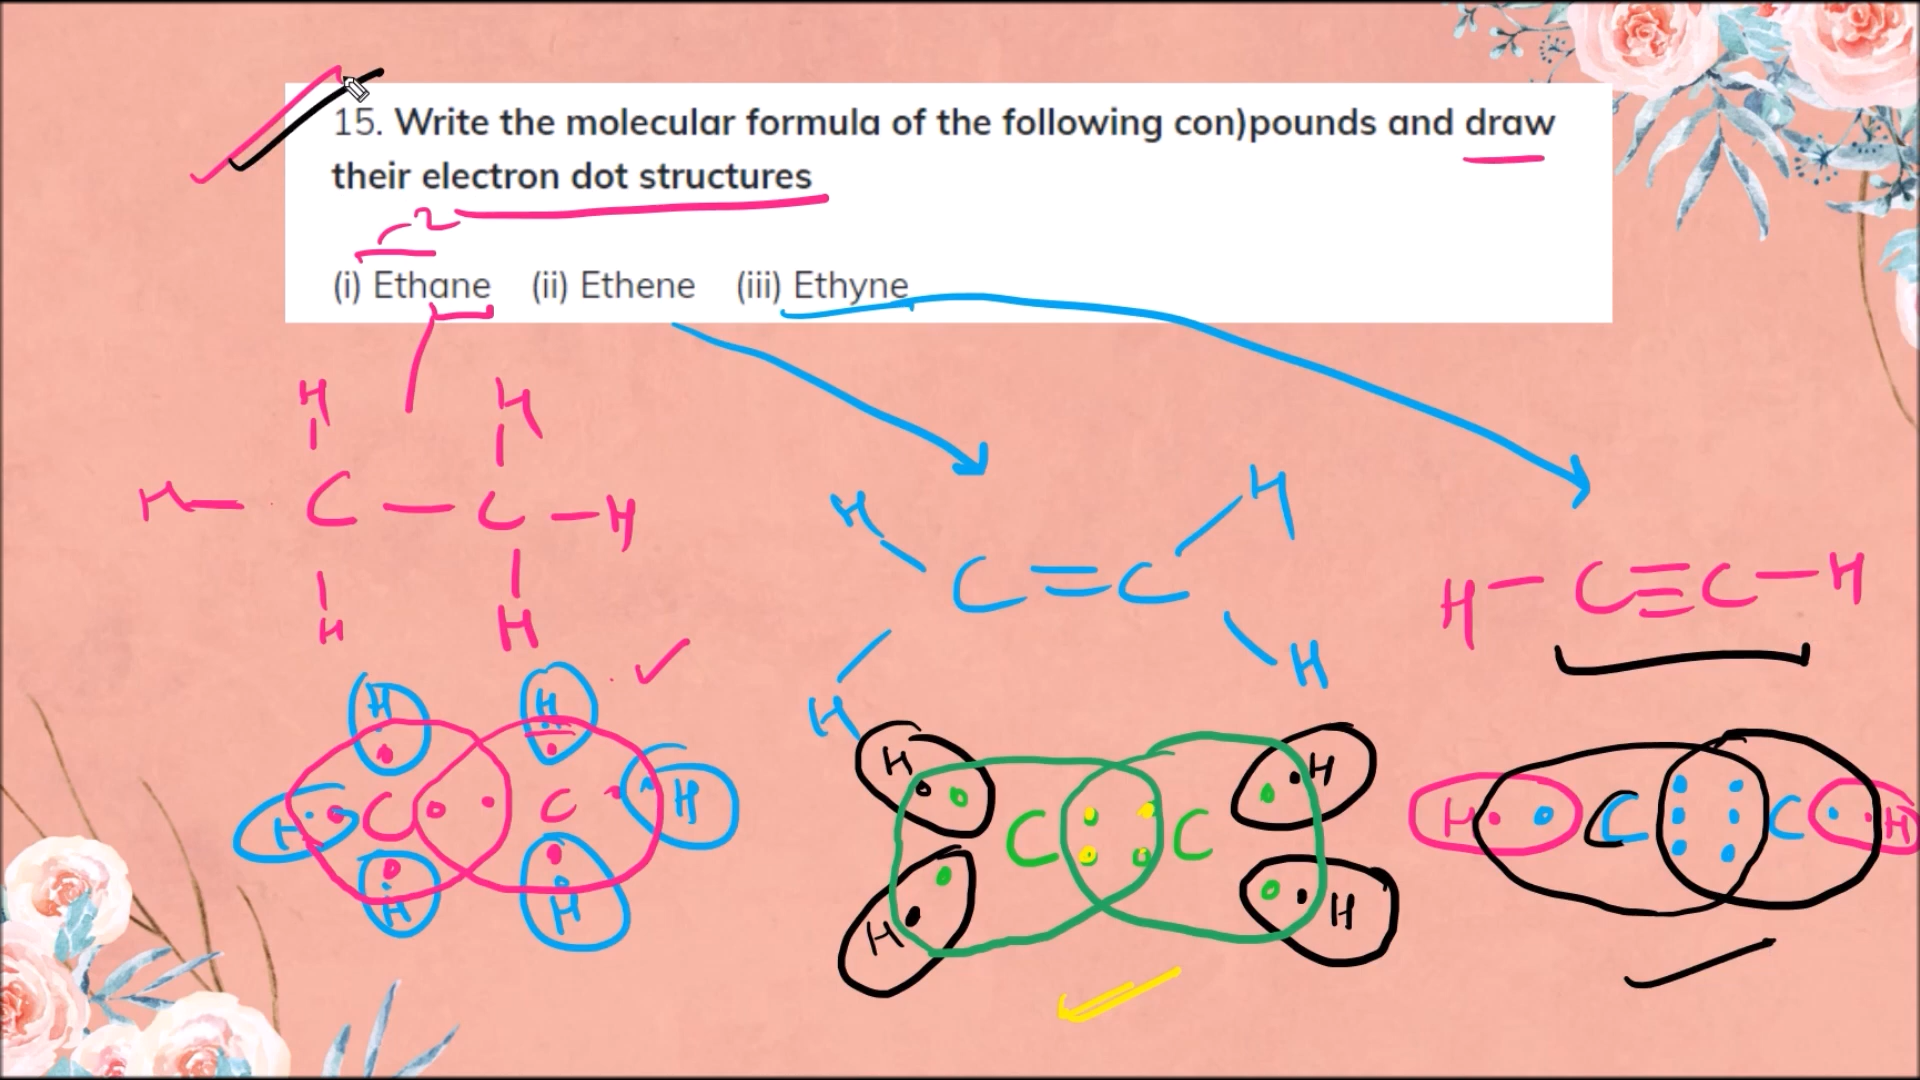 15. Write the molecular formula of the following con)pounds and draw
their electron dot structures
2
(i) Ethane (ii) Ethene (iii) Ethyne
H H
H — C — C — H
H H
H H
C = C
H H
H — C ≡ C — H
H H
H C C H
H H
H H
C C
H H
H C C H